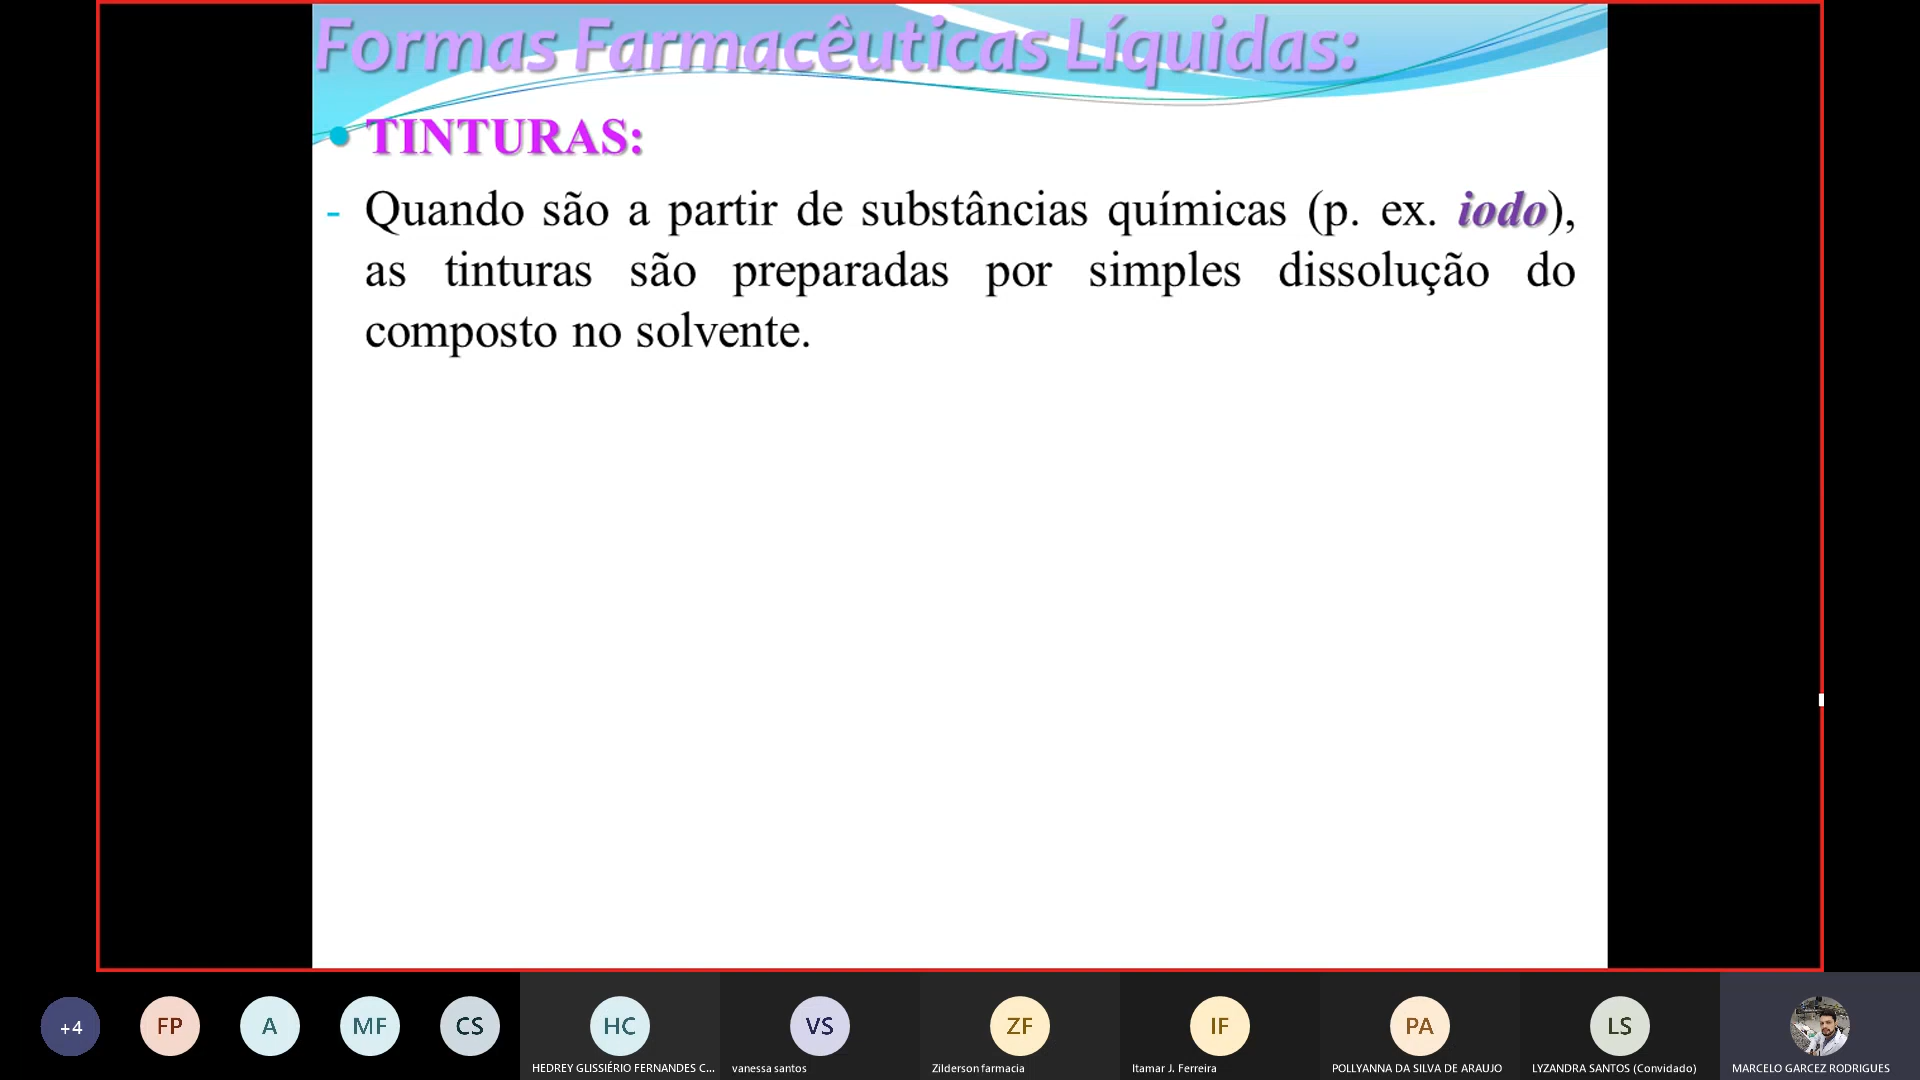 Formas Farmacêuticas Líquidas:
• TINTURAS:
- Quando são a partir de substâncias químicas (p. ex. iodo),
as tinturas são preparadas por simples dissolução do
composto no solvente.
+4
FP
A
MF
CS
HC
VS
ZF
IF
PA
LS
HEDREY GLISSIÉRIO FERNANDES C...
vanessa santos
Zilderson farmacia
Itamar J. Ferreira
POLLYANNA DA SILVA DE ARAUJO
LYZANDRA SANTOS (Convidado)
MARCELO GARCEZ RODRIGUES